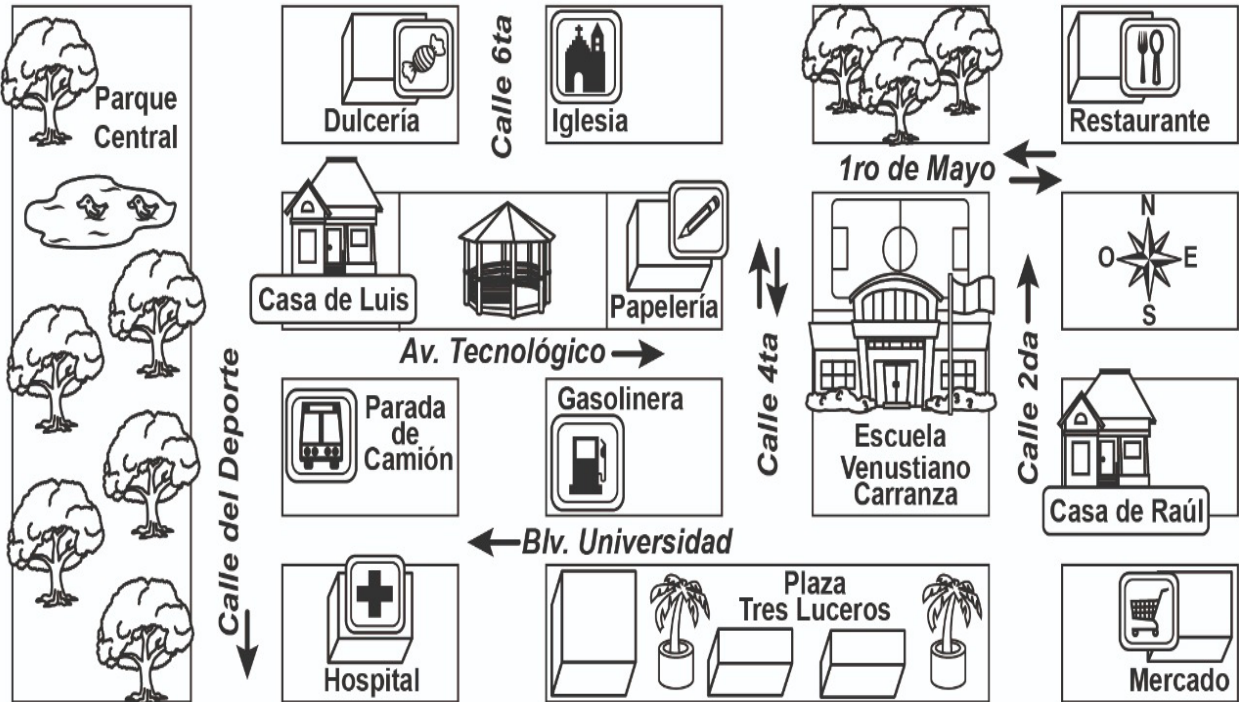 Parque
Central
Dulcería
Calle 6ta
Iglesia
Restaurante
1ro de Mayo
Casa de Luis
Papelería
N
O
E
S
Av. Tecnológico
Calle del Deporte
Parada
de
Camión
Gasolinera
Calle 4ta
Escuela
Venustiano
Carranza
Calle 2da
Casa de Raúl
Blv. Universidad
Hospital
Plaza
Tres Luceros
Mercado